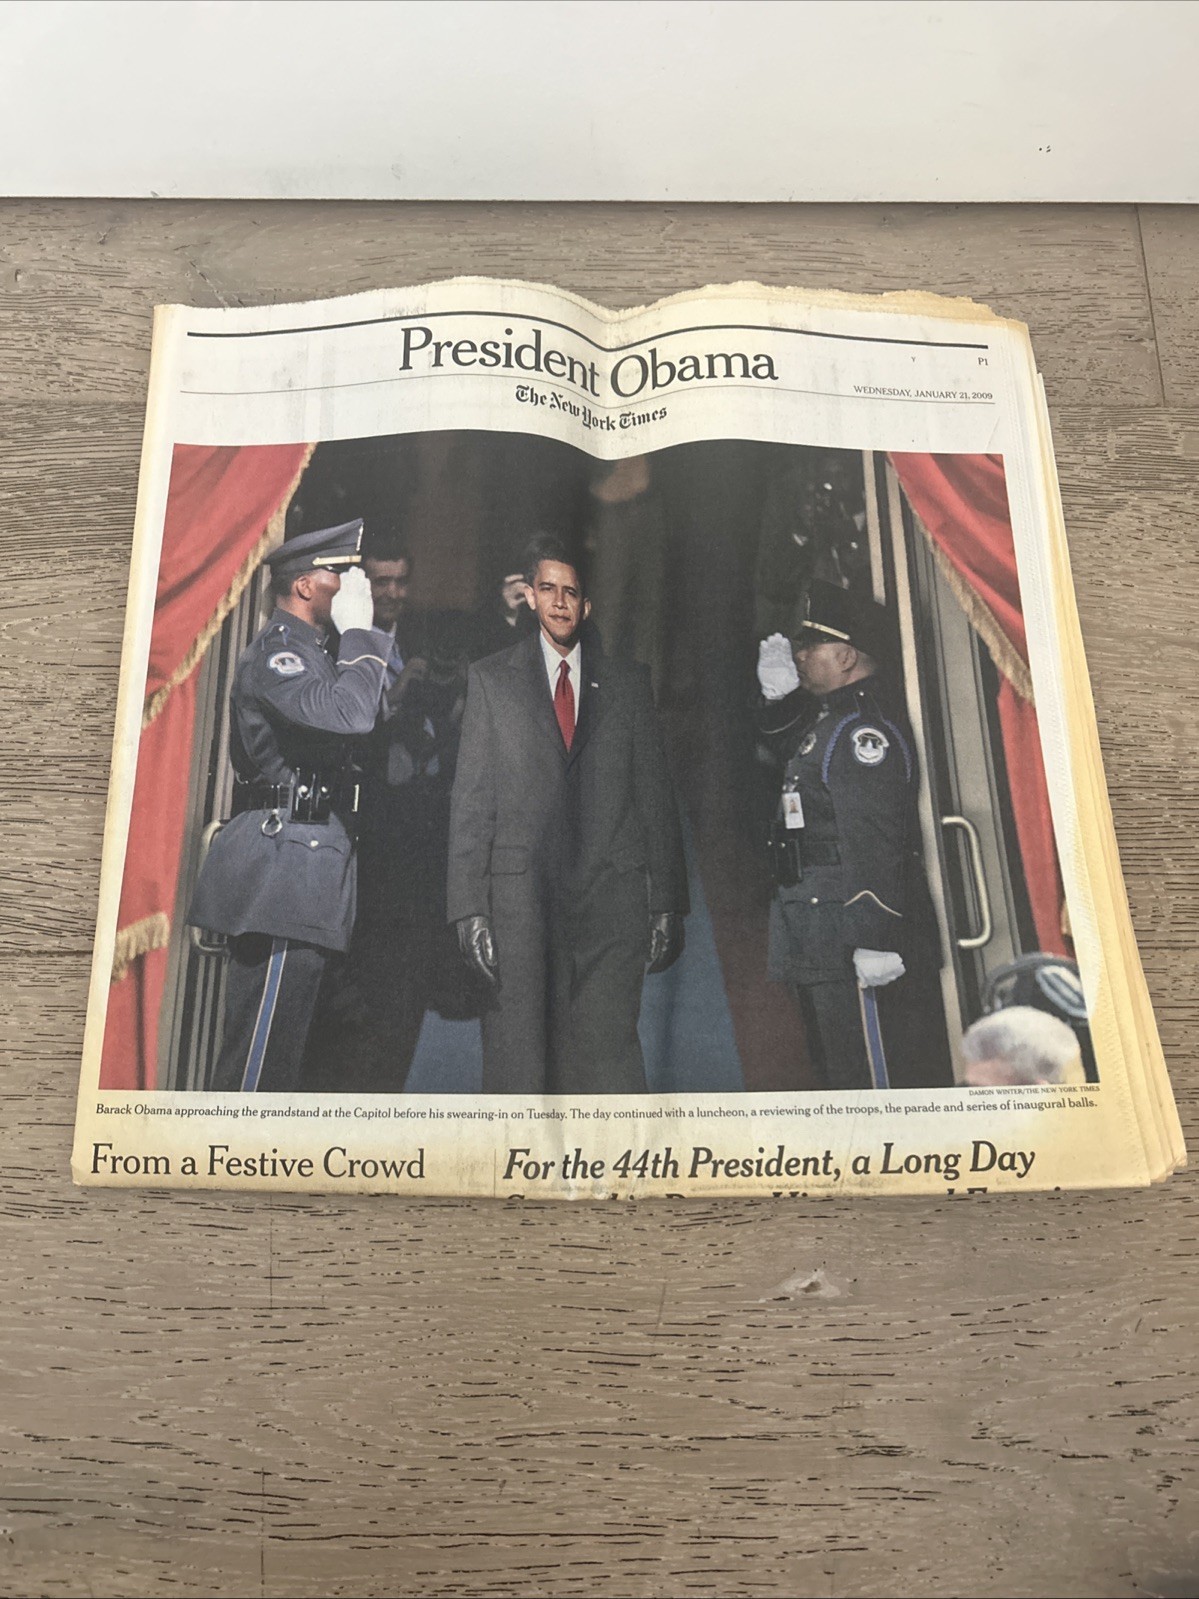 President Obama
Y
P1
The New York Times
WEDNESDAY, JANUARY 21, 2009
DAMON WINTER/THE NEW YORK TIMES
Barack Obama approaching the grandstand at the Capitol before his swearing-in on Tuesday. The day continued with a luncheon, a reviewing of the troops, the parade and series of inaugural balls.
From a Festive Crowd
For the 44th President, a Long Day